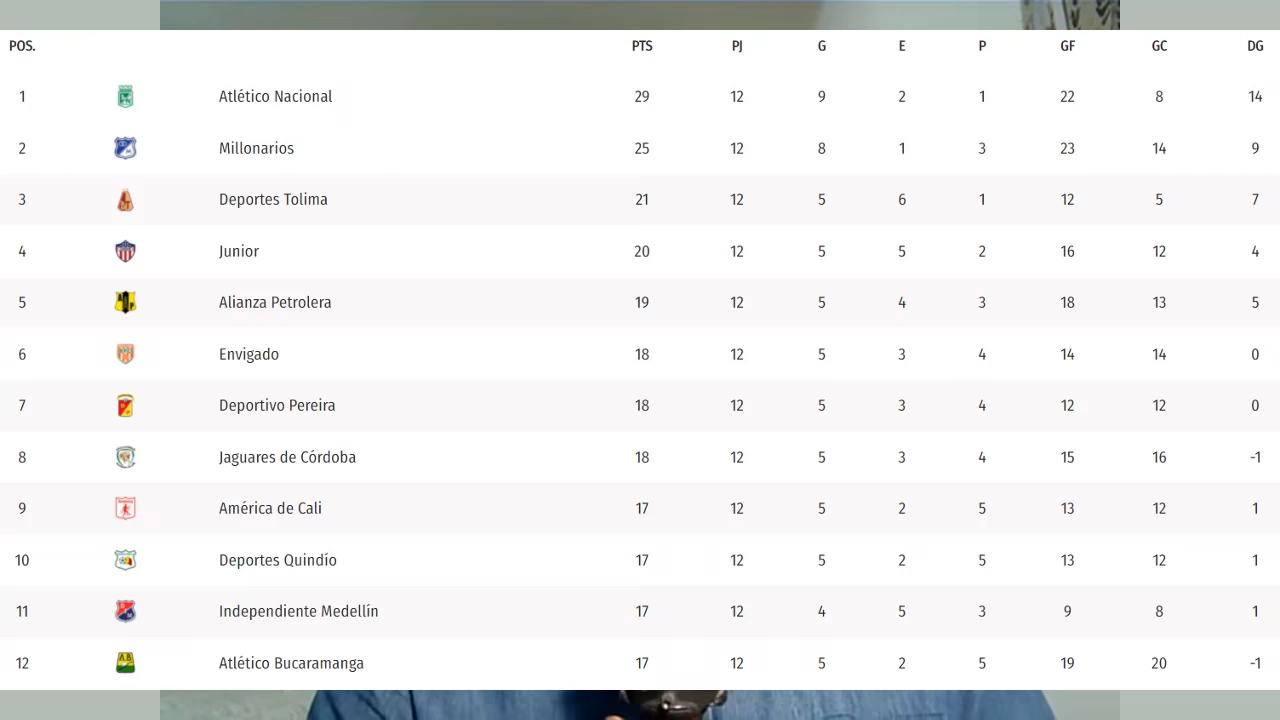 POS. PTS PJ G E P GF GC DG
1 Atlético Nacional 29 12 9 2 1 22 8 14
2 Millonarios 25 12 8 1 3 23 14 9
3 Deportes Tolima 21 12 5 6 1 12 5 7
4 Junior 20 12 5 5 2 16 12 4
5 Alianza Petrolera 19 12 5 4 3 18 13 5
6 Envigado 18 12 5 3 4 14 14 0
7 Deportivo Pereira 18 12 5 3 4 12 12 0
8 Jaguares de Córdoba 18 12 5 3 4 15 16 -1
9 América de Cali 17 12 5 2 5 13 12 1
10 Deportes Quindío 17 12 5 2 5 13 12 1
11 Independiente Medellín 17 12 4 5 3 9 8 1
12 Atlético Bucaramanga 17 12 5 2 5 19 20 -1